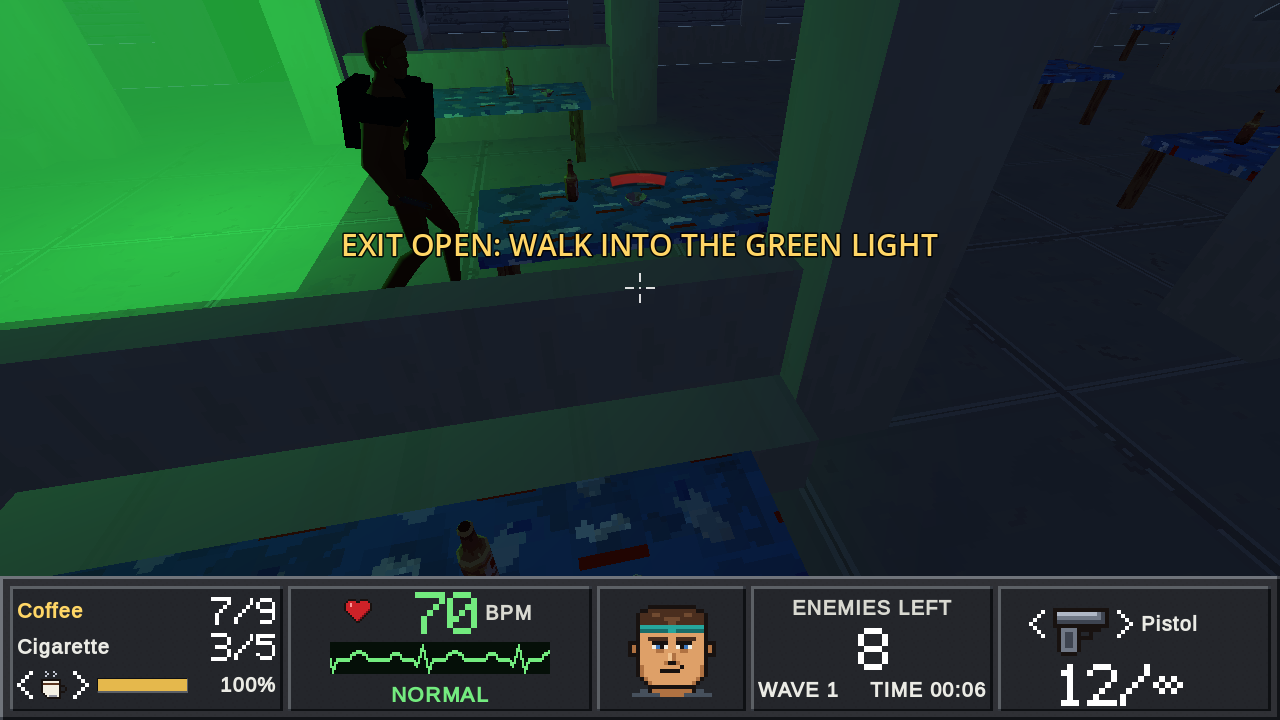 EXIT OPEN: WALK INTO THE GREEN LIGHT
Coffee 7/9
Cigarette 3/5
100%
70 BPM
NORMAL
ENEMIES LEFT
8
WAVE 1 TIME 00:06
Pistol
12/∞